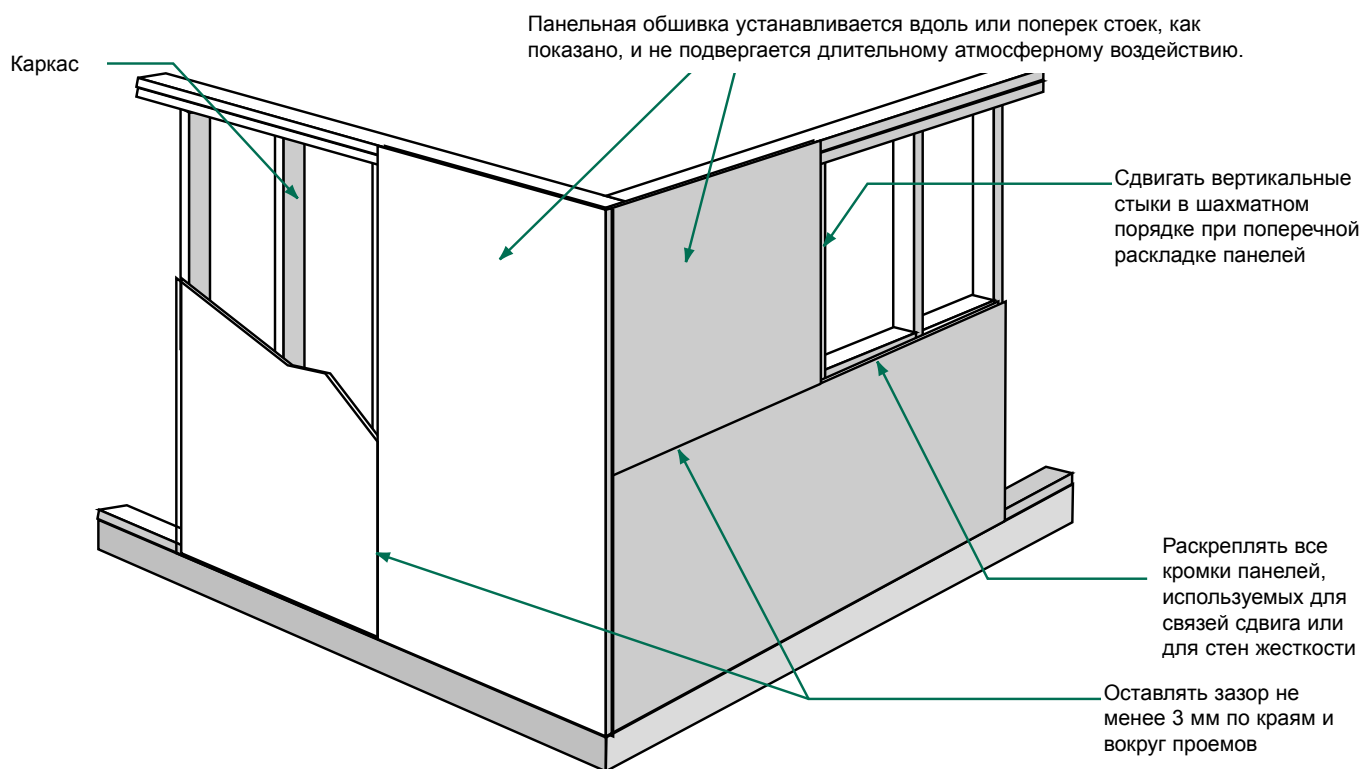 Панельная обшивка устанавливается вдоль или поперек стоек, как
показано, и не подвергается длительному атмосферному воздействию.
Каркас
Сдвигать вертикальные
стыки в шахматном
порядке при поперечной
раскладке панелей
Раскреплять все
кромки панелей,
используемых для
связей сдвига или
для стен жесткости
Оставлять зазор не
менее 3 мм по краям и
вокруг проемов